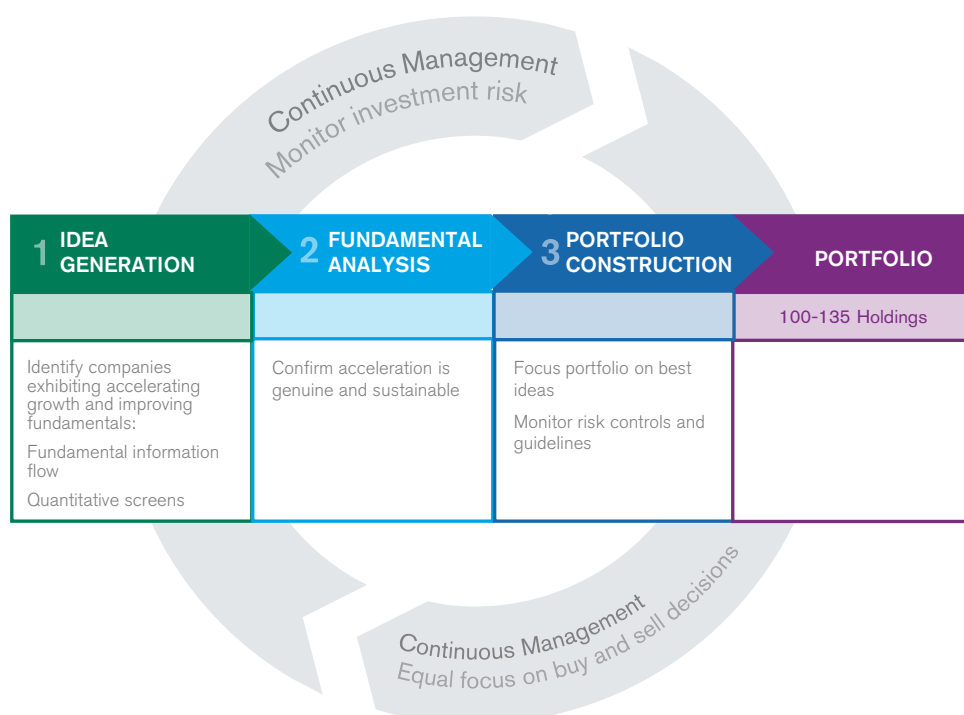 Continuous Management
Monitor investment risk
1
IDEA
GENERATION
2
FUNDAMENTAL
ANALYSIS
3
PORTFOLIO
CONSTRUCTION
PORTFOLIO
100-135 Holdings
Identify companies
exhibiting accelerating
growth and improving
fundamentals:
Fundamental information
flow
Quantitative screens
Confirm acceleration is
genuine and sustainable
Focus portfolio on best
ideas
Monitor risk controls and
guidelines
Continuous Management
Equal focus on buy and sell decisions